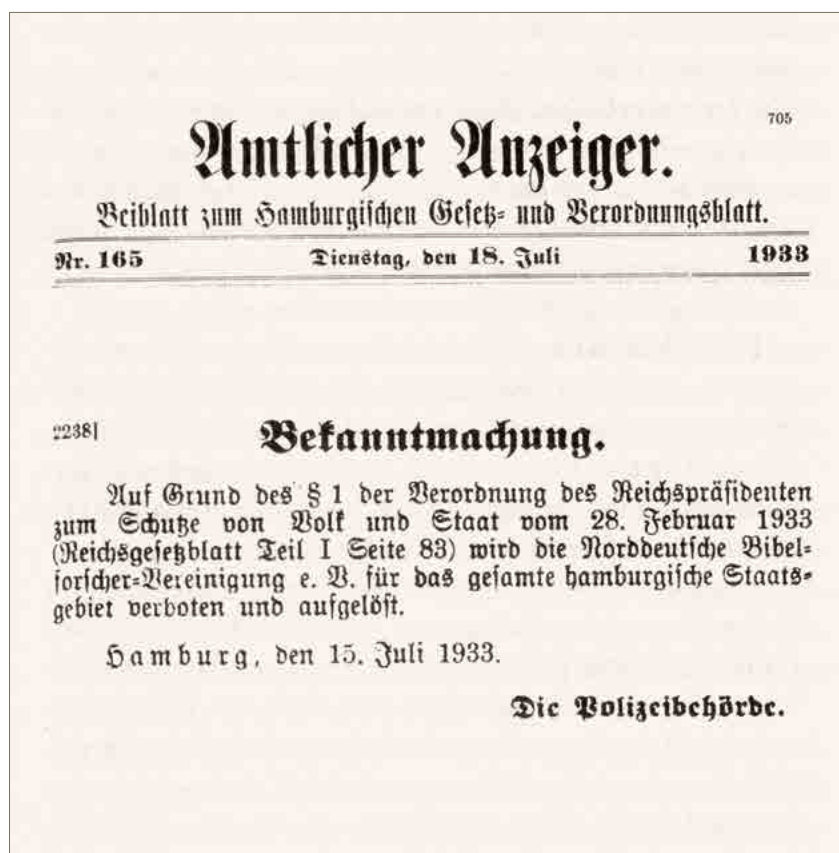 705
Amtlicher Anzeiger.
Beiblatt zum Hamburgischen Gesetz- und Verordnungsblatt.
Nr. 165 Dienstag, den 18. Juli 1933
2238]
Bekanntmachung.
Auf Grund des § 1 der Verordnung des Reichspräsidenten
zum Schutze von Volk und Staat vom 28. Februar 1933
(Reichsgesetzblatt Teil I Seite 83) wird die Norddeutsche Bibel-
forscher-Vereinigung e. V. für das gesamte hamburgische Staats-
gebiet verboten und aufgelöst.
Hamburg, den 15. Juli 1933.
Die Polizeibehörde.